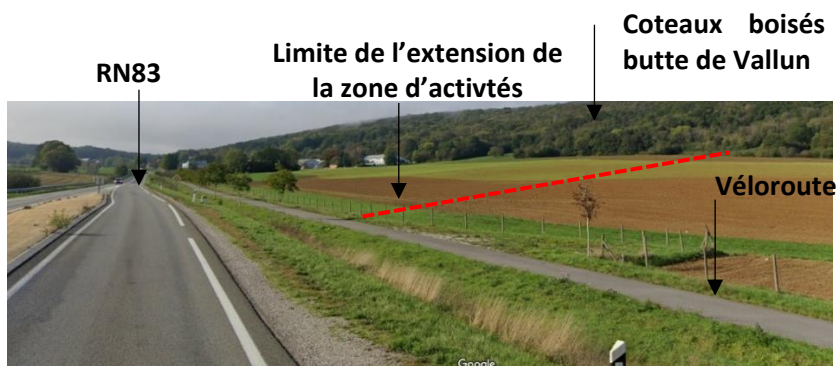 RN83
Limite de l’extension de
la zone d’activtés
Coteaux boisés
butte de Vallun
Véloroute
Google